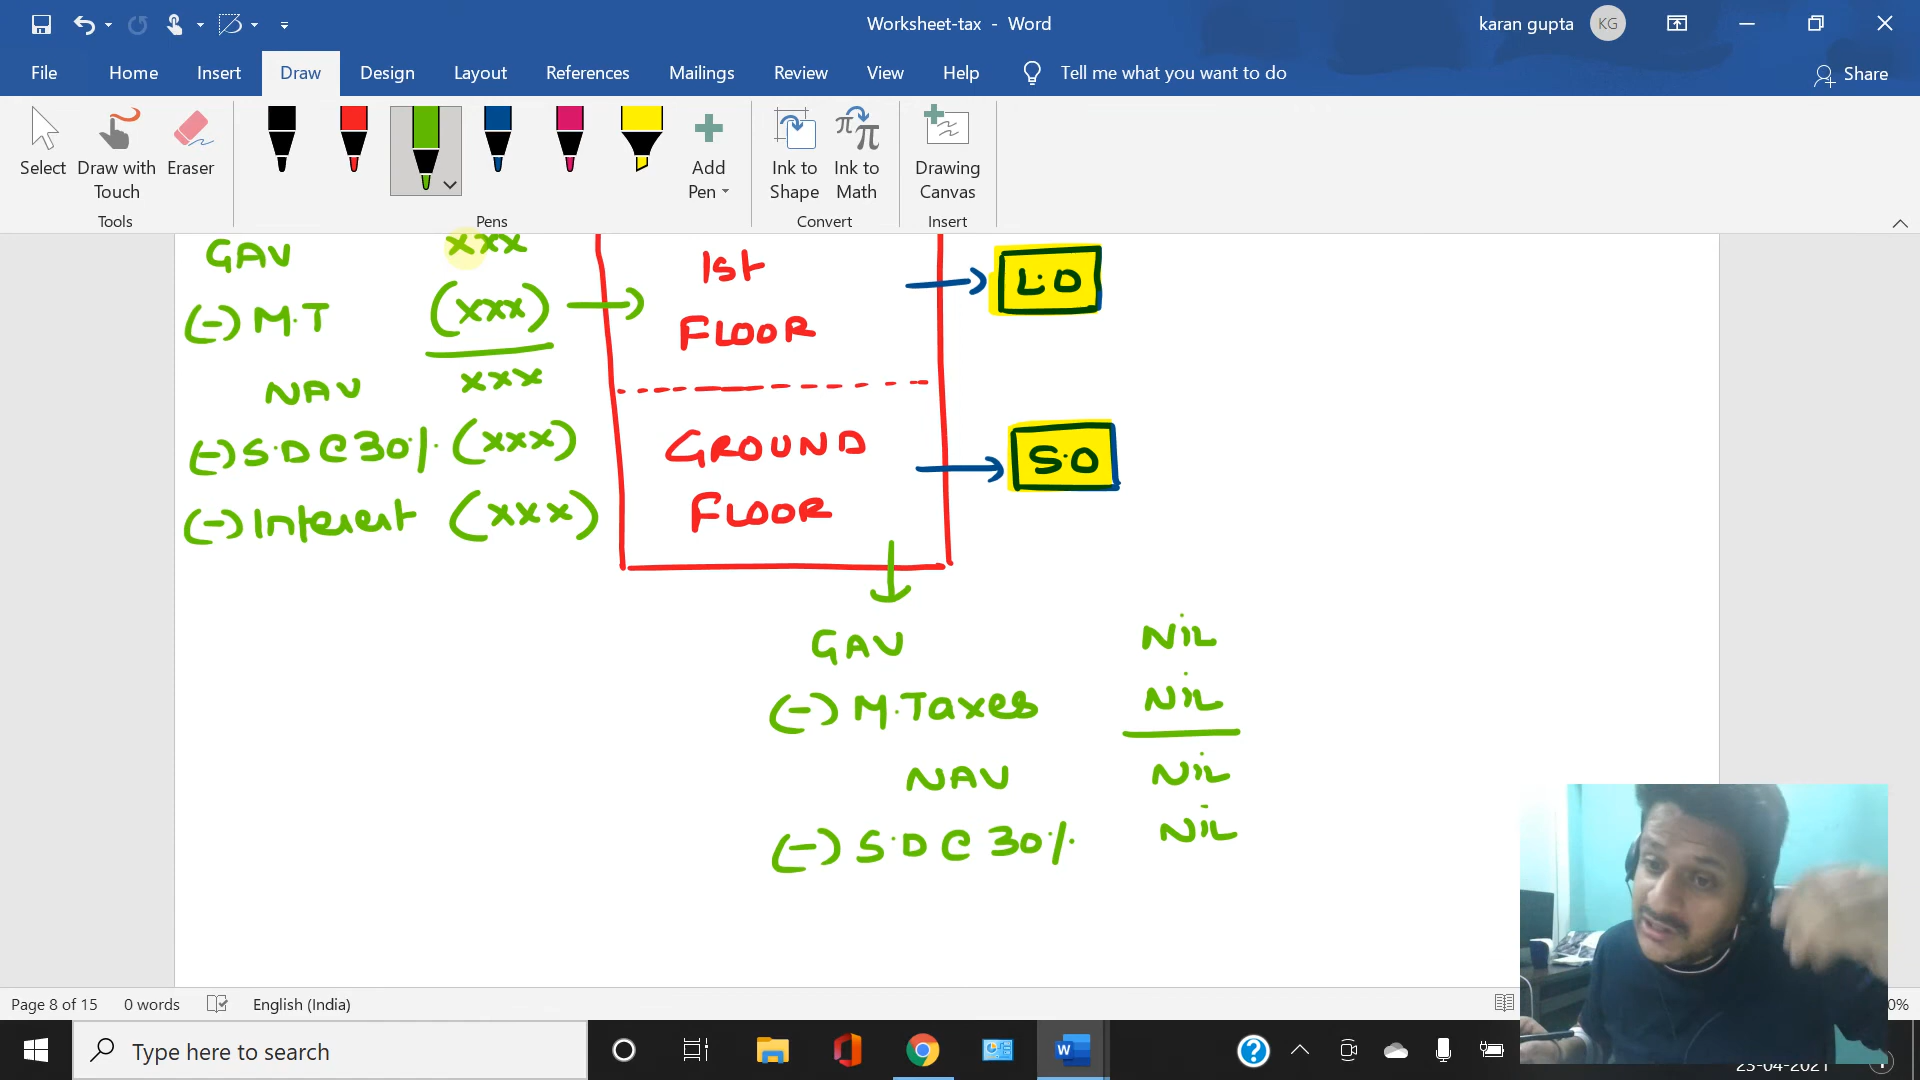 Worksheet-tax - Word
karan gupta
KG
File Home Insert Draw Design Layout References Mailings Review View Help Tell me what you want to do
Share
Select
Draw with Touch
Eraser
Add Pen
Ink to Shape
Ink to Math
Drawing Canvas
Tools Pens Convert Insert
GAV xxx
(-) M.T (xxx)
NAV xxx
(-) S.D @ 30% (xxx)
(-) Interest (xxx)
1st
FLOOR
L.O
GROUND
FLOOR
S.O
GAV NiL
(-) M.Taxes NiL
NAV NiL
(-) S.D @ 30% NiL
Page 8 of 15 0 words English (India)
0%
Type here to search